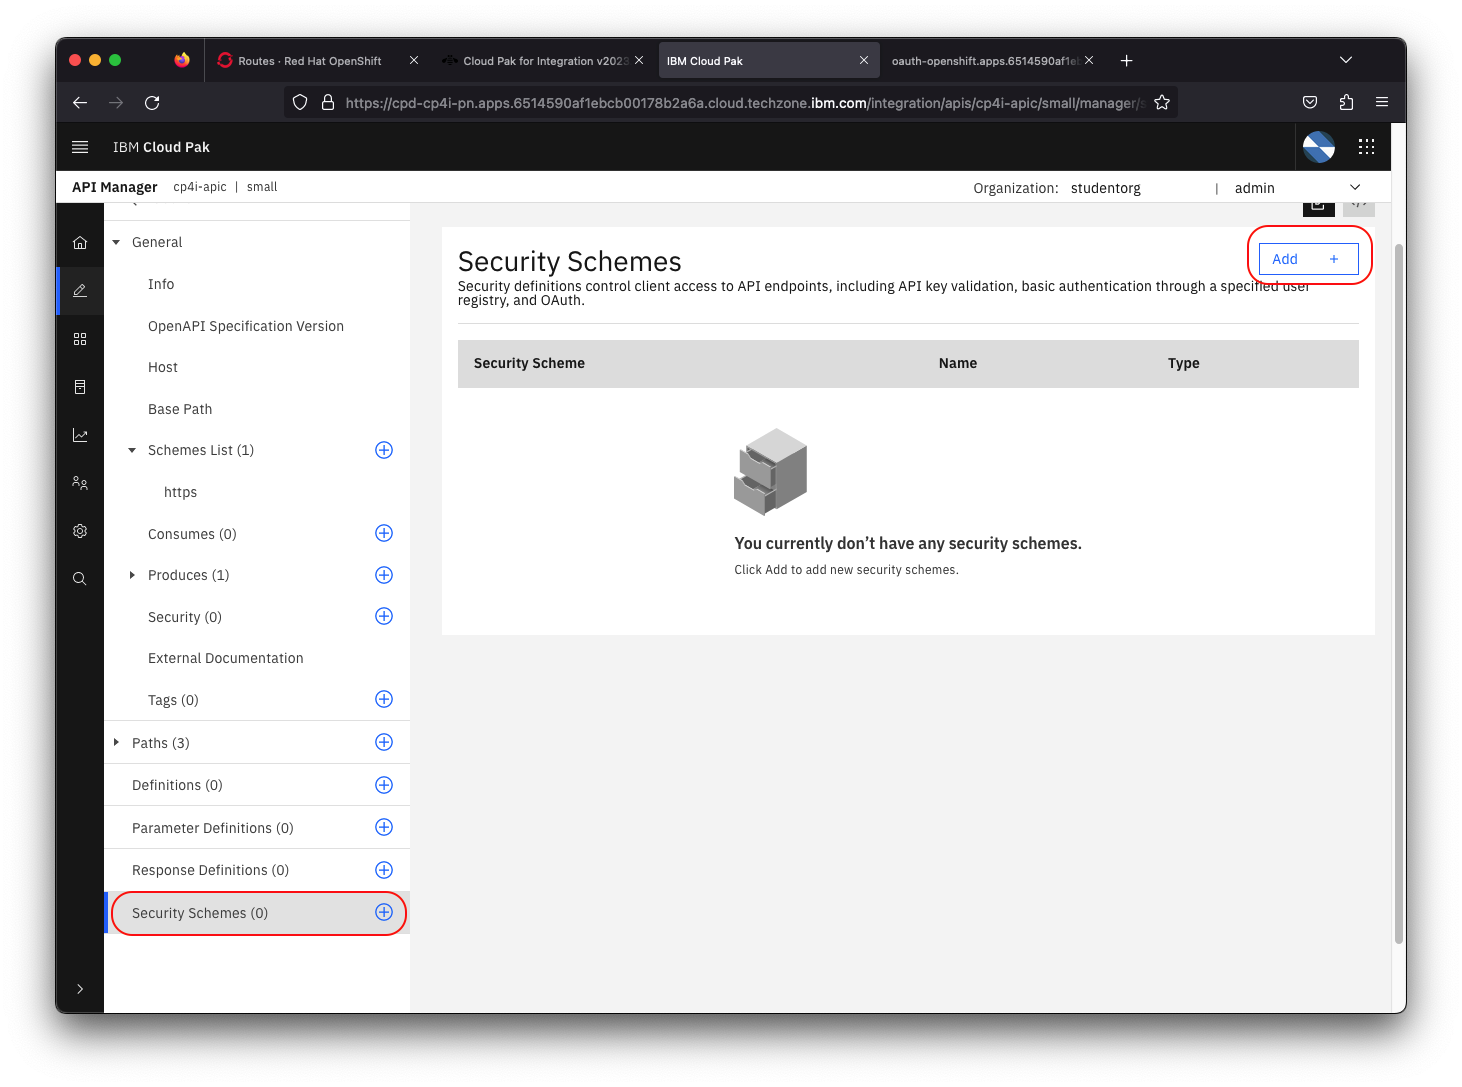 Routes · Red Hat OpenShift
Cloud Pak for Integration v2023
IBM Cloud Pak
oauth-openshift.apps.6514590af1eb
https://cpd-cp4i-pn.apps.6514590af1ebcb00178b2a6a.cloud.techzone.ibm.com/integration/apis/cp4i-apic/small/manager/
IBM Cloud Pak
API Manager cp4i-apic | small
Organization: studentorg | admin
General
Info
OpenAPI Specification Version
Host
Base Path
Schemes List (1)
https
Consumes (0)
Produces (1)
Security (0)
External Documentation
Tags (0)
Paths (3)
Definitions (0)
Parameter Definitions (0)
Response Definitions (0)
Security Schemes (0)
Security Schemes
Add +
Security definitions control client access to API endpoints, including API key validation, basic authentication through a specified user
registry, and OAuth.
Security Scheme Name Type
You currently don’t have any security schemes.
Click Add to add new security schemes.